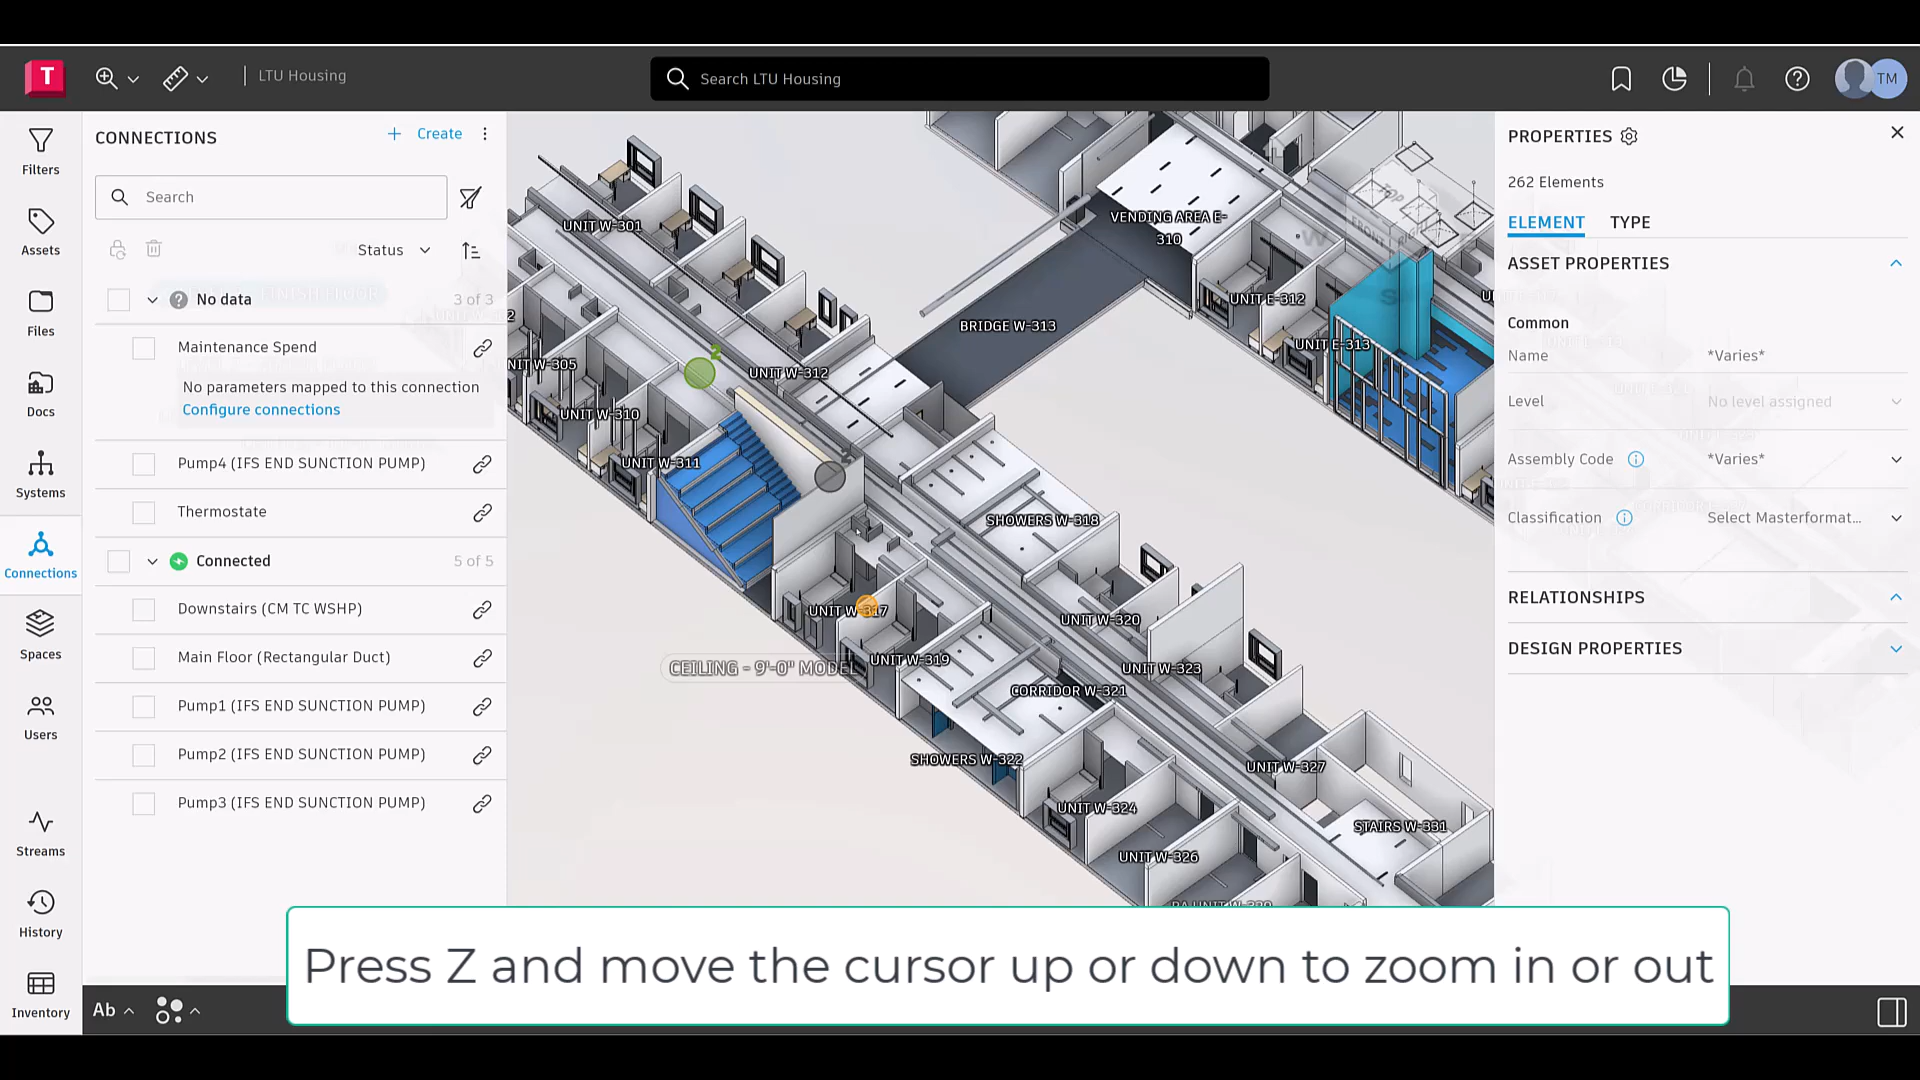 T
LTU Housing
Search LTU Housing
TM
Filters
Assets
Files
Docs
Systems
Connections
Spaces
Users
Streams
History
Inventory
CONNECTIONS
Create
Search
Status
No data
3 of 3
Maintenance Spend
No parameters mapped to this connection
Configure connections
Pump4 (IFS END SUNCTION PUMP)
Thermostate
Connected
5 of 5
Downstairs (CM TC WSHP)
Main Floor (Rectangular Duct)
Pump1 (IFS END SUNCTION PUMP)
Pump2 (IFS END SUNCTION PUMP)
Pump3 (IFS END SUNCTION PUMP)
UNIT W-301
VENDING AREA E-
310
UNIT E-312
BRIDGE W-313
UNIT E-313
NIT W-305
2
UNIT W-312
UNIT W-310
UNIT W-311
SHOWERS W-318
UNIT W-317
UNIT W-320
CEILING - 9'-0" MODEL
UNIT W-319
UNIT W-323
CORRIDOR W-321
SHOWERS W-322
UNIT W-327
UNIT W-324
STAIRS W-331
UNIT W-326
TOP
FRONT
PROPERTIES
262 Elements
ELEMENT
TYPE
ASSET PROPERTIES
Common
Name
*Varies*
Level
No level assigned
Assembly Code
*Varies*
Classification
Select Masterformat...
RELATIONSHIPS
DESIGN PROPERTIES
Press Z and move the cursor up or down to zoom in or out
Ab